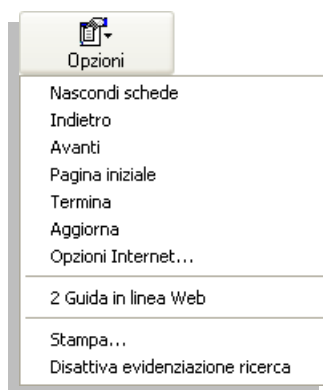 Opzioni
Nascondi schede
Indietro
Avanti
Pagina iniziale
Termina
Aggiorna
Opzioni Internet...
2 Guida in linea Web
Stampa...
Disattiva evidenziazione ricerca